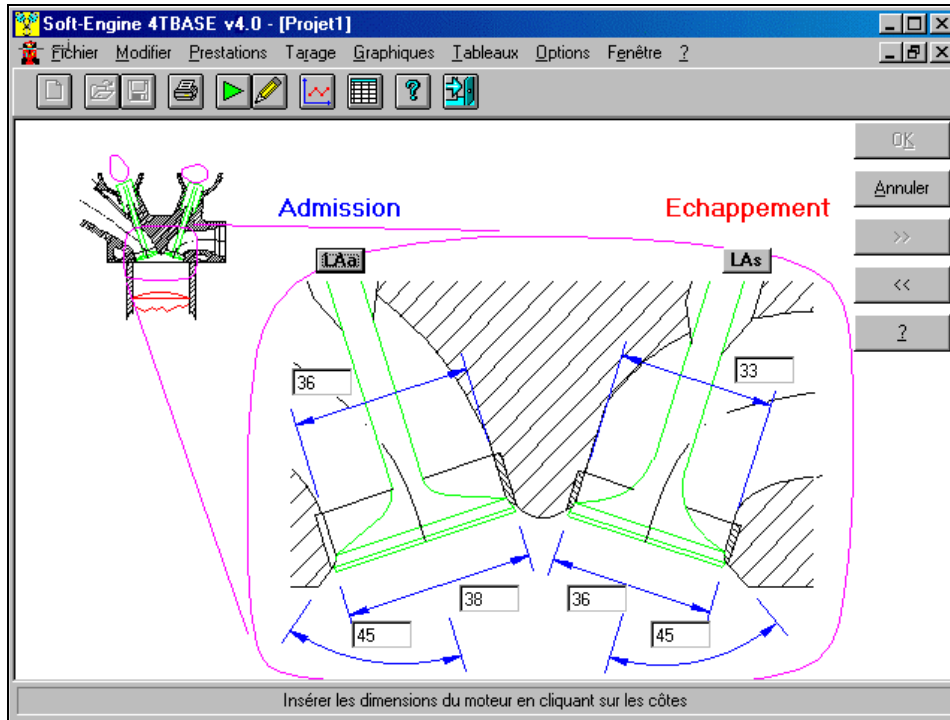 Soft-Engine 4TBASE v4.0 - [Projet1]
Fichier Modifier Prestations Tarage Graphiques Tableaux Options Fenêtre ?
OK
Annuler
>>
<<
?
Admission Echappement
LAa LAs
36 33
38 36
45 45
Insérer les dimensions du moteur en cliquant sur les côtes